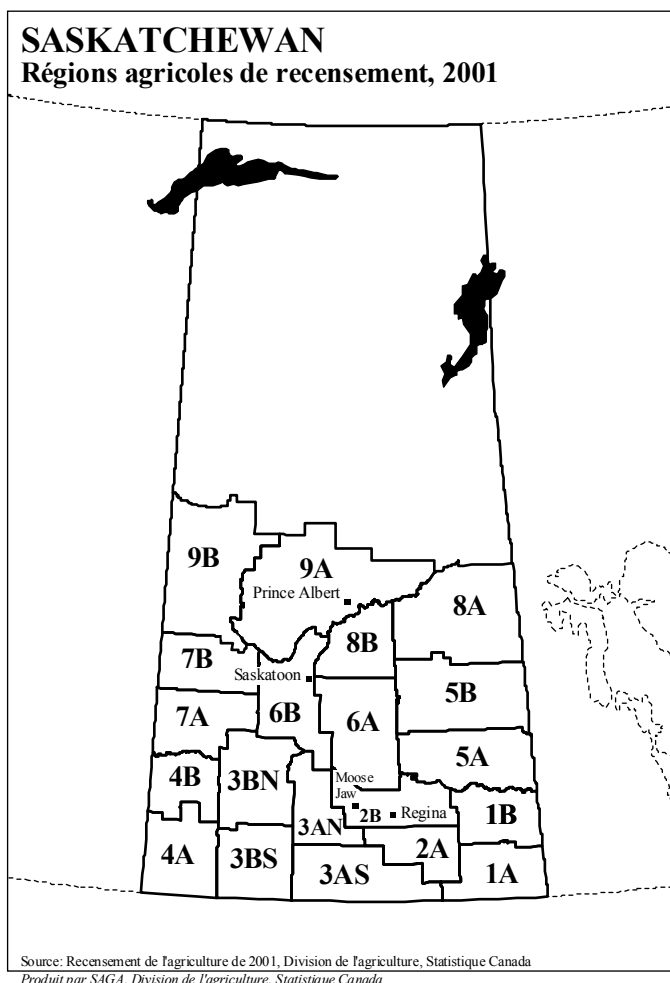 SASKATCHEWAN
Régions agricoles de recensement, 2001
9B
9A
Prince Albert
8A
8B
7B
Saskatoon
5B
6B
6A
7A
5A
4B
3BN
Moose
Jaw
2B
Regina
1B
3AN
2A
4A
3BS
3AS
1A
Source: Recensement de l'agriculture de 2001, Division de l'agriculture, Statistique Canada
Produit par SAGA, Division de l'agriculture, Statistique Canada